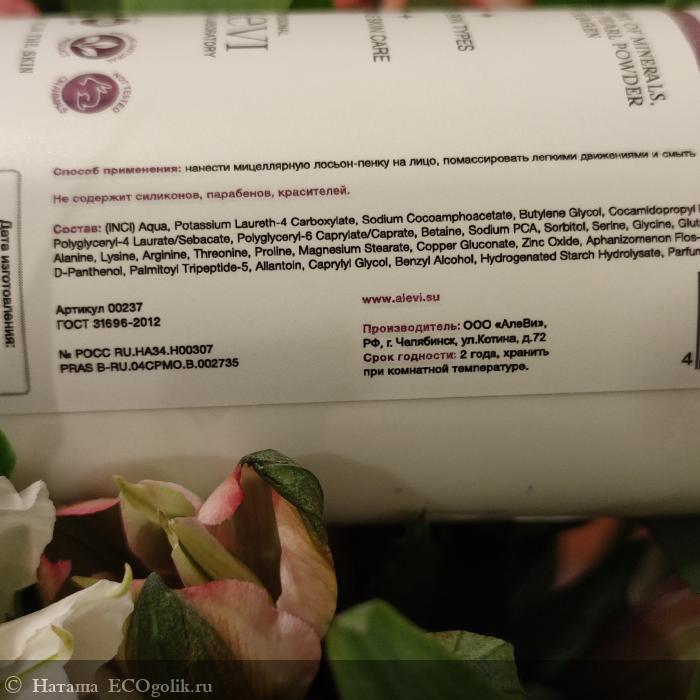 & THE SKIN
NOT TESTED
ON ANIMALS
LABORATORY
SKIN CARE
SKIN TYPES
OF MINERALS,
PEARL POWDER
Способ применения: нанести мицеллярную лосьон-пенку на лицо, помассировать легкими движениями и смыть
Не содержит силиконов, парабенов, красителей.
Состав: (INCI) Aqua, Potassium Laureth-4 Carboxylate, Sodium Cocoamphoacetate, Butylene Glycol, Cocamidopropyl
Polyglyceryl-4 Laurate/Sebacate, Polyglyceryl-6 Caprylate/Caprate, Betaine, Sodium PCA, Sorbitol, Serine, Glycine, Glut
Alanine, Lysine, Arginine, Threonine, Proline, Magnesium Stearate, Copper Gluconate, Zinc Oxide, Aphanizomenon Flos-
D-Panthenol, Palmitoyl Tripeptide-5, Allantoin, Caprylyl Glycol, Benzyl Alcohol, Hydrogenated Starch Hydrolysate, Parfum
Дата изготовления:
Артикул 00237
ГОСТ 31696-2012
№ РОСС RU.НА34.Н00307
PRAS B-RU.04СРМО.В.002735
www.alevi.su
Производитель: ООО «АлеВи»,
РФ, г. Челябинск, ул.Котина, д.72
Срок годности: 2 года, хранить
при комнатной температуре.
4
© Наташа ECOgolik.ru